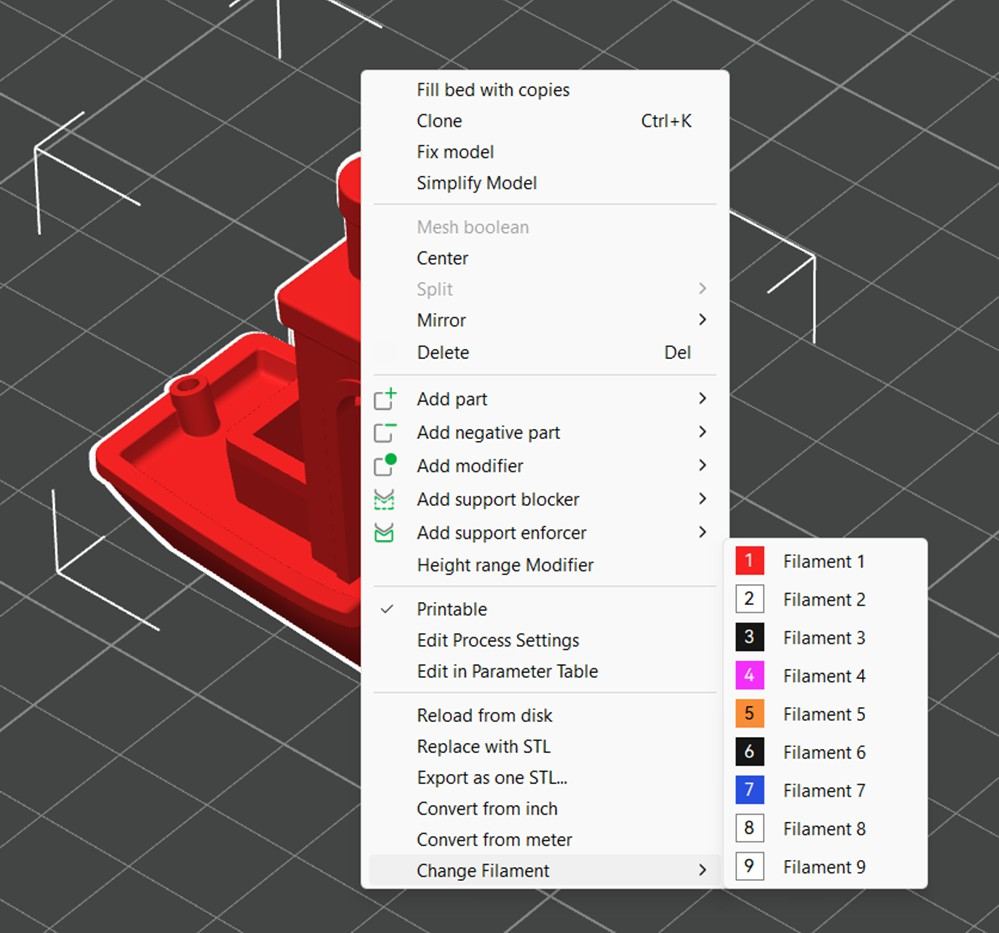 Fill bed with copies
Clone Ctrl+K
Fix model
Simplify Model
Mesh boolean
Center
Split
Mirror
Delete Del
Add part
Add negative part
Add modifier
Add support blocker
Add support enforcer
Height range Modifier
Printable
Edit Process Settings
Edit in Parameter Table
Reload from disk
Replace with STL
Export as one STL...
Convert from inch
Convert from meter
Change Filament
1 Filament 1
2 Filament 2
3 Filament 3
4 Filament 4
5 Filament 5
6 Filament 6
7 Filament 7
8 Filament 8
9 Filament 9